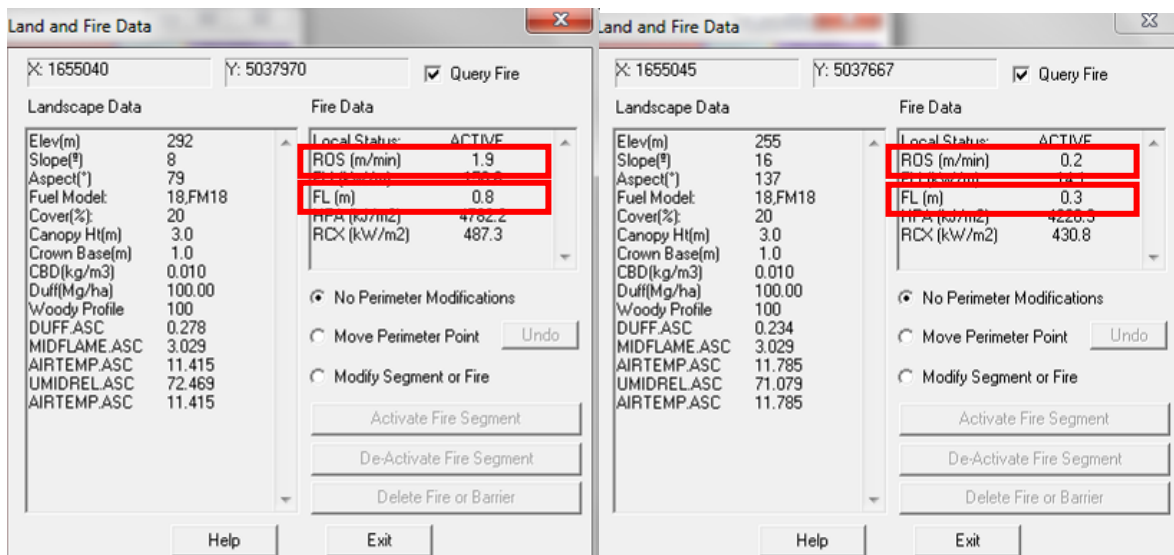 Land and Fire Data
X: 1655040
Y: 5037970
Query Fire
Landscape Data
Elev(m) 292
Slope(º) 8
Aspect(°) 79
Fuel Model: 18,FM18
Cover(%): 20
Canopy Ht(m) 3.0
Crown Base(m) 1.0
CBD(kg/m3) 0.010
Duff(Mg/ha) 100.00
Woody Profile 100
DUFF.ASC 0.278
MIDFLAME.ASC 3.029
AIRTEMP.ASC 11.415
UMIDREL.ASC 72.469
AIRTEMP.ASC 11.415
Fire Data
Local Status: ACTIVE
ROS (m/min) 1.9
FL (m) 0.8
HPA (kJ/m2) 4782.2
RCX (kW/m2) 487.3
No Perimeter Modifications
Move Perimeter Point
Undo
Modify Segment or Fire
Activate Fire Segment
De-Activate Fire Segment
Delete Fire or Barrier
Help
Exit
Land and Fire Data
X: 1655045
Y: 5037667
Query Fire
Landscape Data
Elev(m) 255
Slope(º) 16
Aspect(°) 137
Fuel Model: 18,FM18
Cover(%): 20
Canopy Ht(m) 3.0
Crown Base(m) 1.0
CBD(kg/m3) 0.010
Duff(Mg/ha) 100.00
Woody Profile 100
DUFF.ASC 0.234
MIDFLAME.ASC 3.029
AIRTEMP.ASC 11.785
UMIDREL.ASC 71.079
AIRTEMP.ASC 11.785
Fire Data
Local Status: ACTIVE
ROS (m/min) 0.2
FL (m) 0.3
HPA (kJ/m2)
RCX (kW/m2) 430.8
No Perimeter Modifications
Move Perimeter Point
Undo
Modify Segment or Fire
Activate Fire Segment
De-Activate Fire Segment
Delete Fire or Barrier
Help
Exit